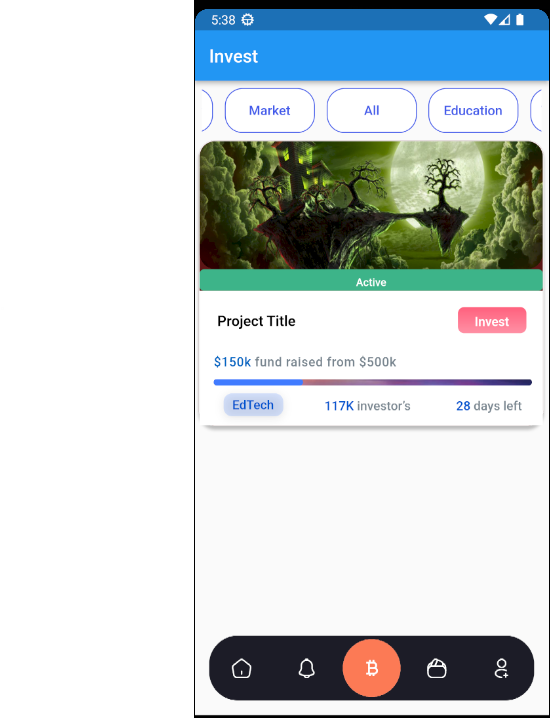 5:38
Invest
Market
All
Education
Active
Project Title
Invest
$150k fund raised from $500k
EdTech
117K investor's
28 days left